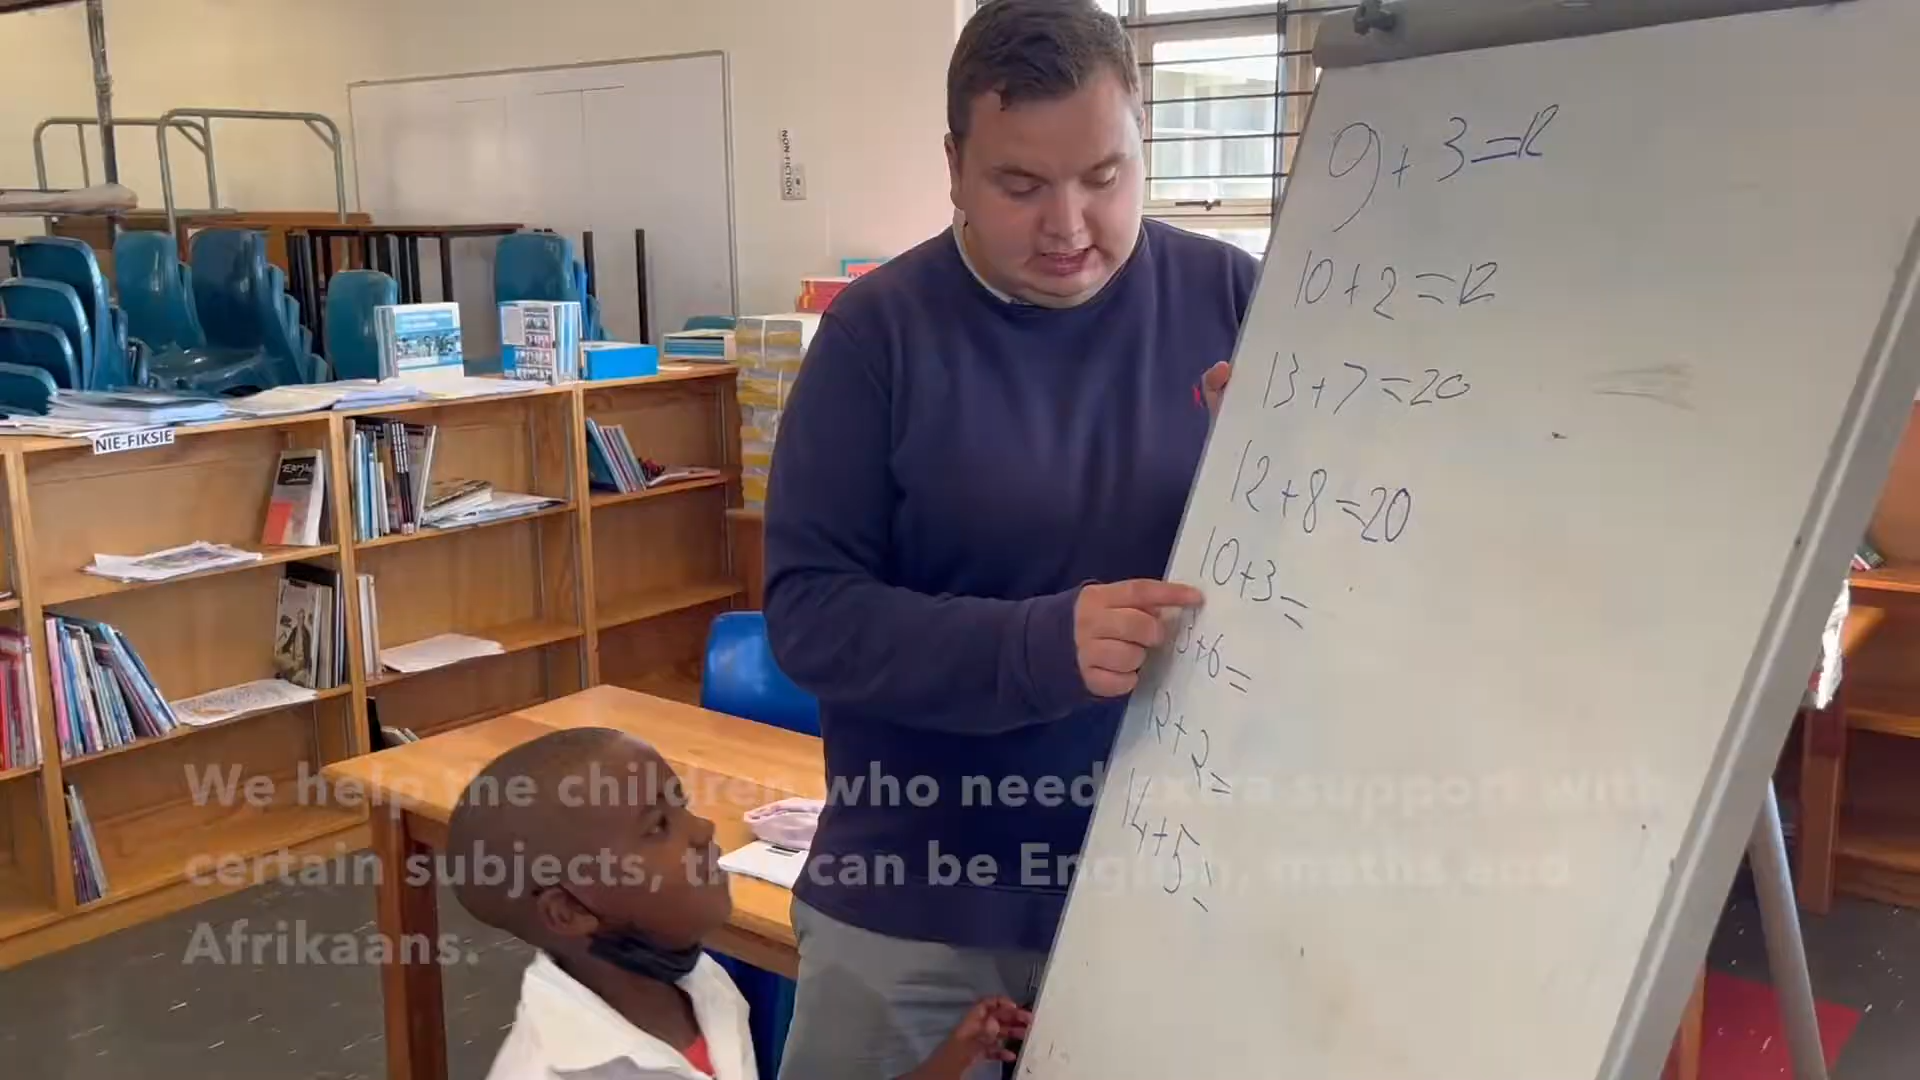 NON-FICTION
9+3=12
10+2=12
13+7=20
12+8=20
10+3=
3+6=
12+2=
14+5=
NIE-FIKSIE
We help the children who need extra support with
certain subjects, this can be English, maths and
Afrikaans.